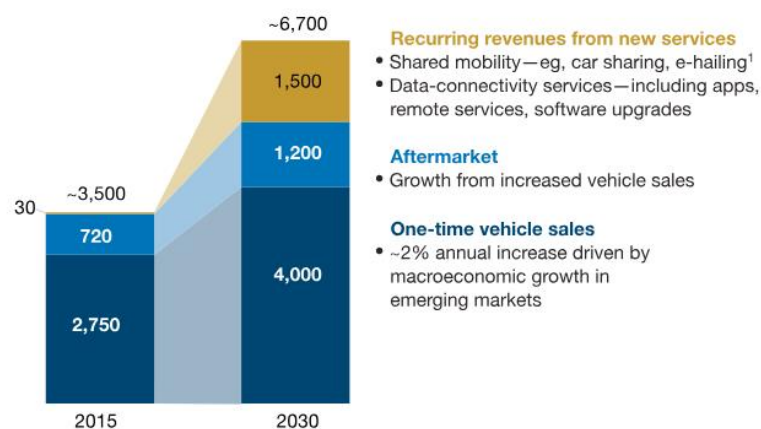 ~6,700
1,500
1,200
4,000
2030
~3,500
30
720
2,750
2015
Recurring revenues from new services
• Shared mobility—eg, car sharing, e-hailing¹
• Data-connectivity services—including apps,
remote services, software upgrades
Aftermarket
• Growth from increased vehicle sales
One-time vehicle sales
• ~2% annual increase driven by
macroeconomic growth in
emerging markets